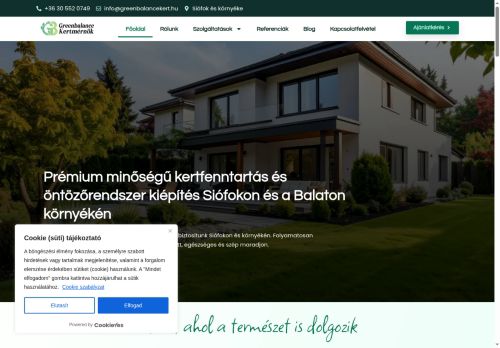 +36 30 552 0749 info@greenbalancekert.hu Siófok és környéke
Greenbalance
Kertmérnök
Főoldal Rólunk Szolgáltatások Referenciák Blog Kapcsolatfelvétel Ajánlatkérés >
Prémium minőségű kertfenntartás és
öntözőrendszer kiépítés Siófokon és a Balaton
környékén
biztosítunk Siófokon és környékén. Folyamatosan
egészséges és szép maradjon.
Cookie (süti) tájékoztató
A böngészési élmény fokozása, a személyre szabott
hirdetések vagy tartalmak megjelenítése, valamint a forgalom
elemzése érdekében sütiket (cookie) használunk. A "Mindet
elfogadom" gombra kattintva hozzájárulhat a sütik
használatához. Cookie szabályzat
Elutasít Elfogad
Powered by CookieYes
ahol a természet is dolgozik